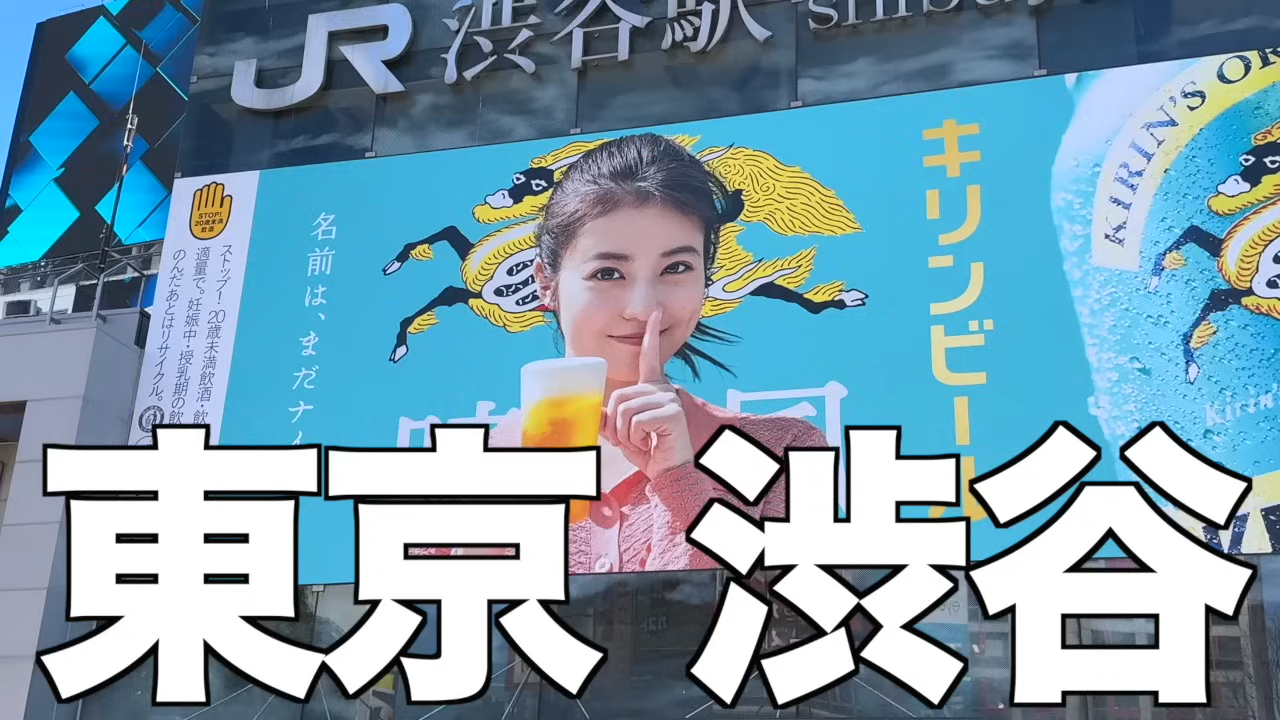 JR 渋谷駅
STOP!
20歳未満
飲酒
ストップ!20歳未満飲酒・飲
適量で。妊娠中・授乳期の飲
のんだあとはリサイクル。
名前は、まだナイ
キリンビール
KIRIN'S
東京 渋谷